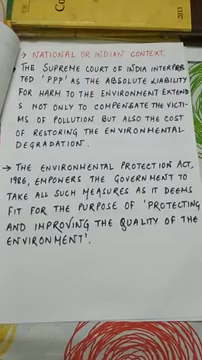 → NATIONAL OR INDIAN CONTEXT.
• THE SUPREME COURT OF INDIA INTERPRE
TED 'PPP' AS THE ABSOLUTE LIABILITY
FOR HARM TO THE ENVIRONMENT EXTEND
S NOT ONLY TO COMPENSATE THE VICTI-
MS OF POLLUTION BUT ALSO THE COST
OF RESTORING THE ENVIRONMENTAL
DEGRADATION.
→ THE ENVIRONMENTAL PROTECTION ACT,
1986, EMPOWERS THE GOVERNMENT TO
TAKE ALL SUCH MEASURES AS IT DEEMS
FIT FOR THE PURPOSE OF 'PROTECTING
AND IMPROVING THE QUALITY OF THE
ENVIRONMENT'.
2013